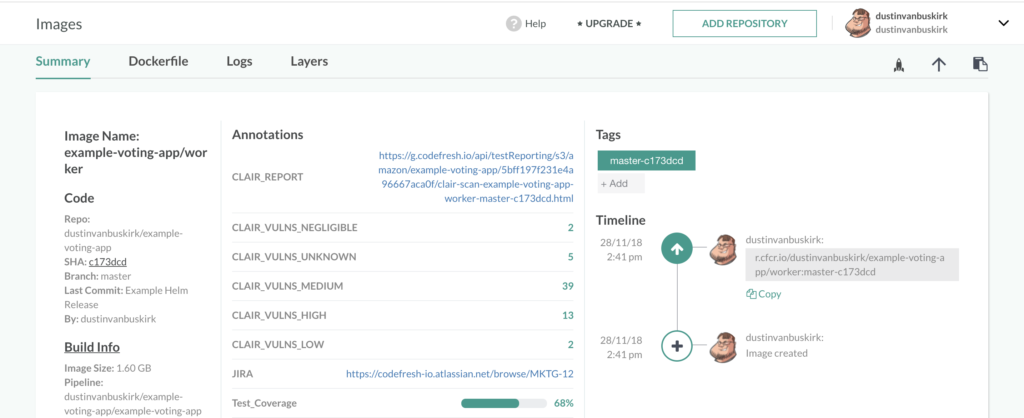 Images
Help
★ UPGRADE ★
ADD REPOSITORY
dustinvanbuskirk
dustinvanbuskirk
Summary
Dockerfile
Logs
Layers
Image Name:
example-voting-app/wor
ker
Code
Repo:
dustinvanbuskirk/example-
voting-app
SHA: c173dcd
Branch: master
Last Commit: Example Helm
Release
By: dustinvanbuskirk
Build Info
Image Size: 1.60 GB
Pipeline:
dustinvanbuskirk/example-
voting-app/example-voting-app
Annotations
CLAIR_REPORT
https://g.codefresh.io/api/testReporting/s3/a
mazon/example-voting-app/5bff197f231e4a
96667aca0f/clair-scan-example-voting-app-
worker-master-c173dcd.html
CLAIR_VULNS_NEGLIGIBLE 2
CLAIR_VULNS_UNKNOWN 5
CLAIR_VULNS_MEDIUM 39
CLAIR_VULNS_HIGH 13
CLAIR_VULNS_LOW 2
JIRA https://codefresh-io.atlassian.net/browse/MKTG-12
Test_Coverage 68%
Tags
master-c173dcd
+ Add
Timeline
28/11/18
2:41 pm
dustinvanbuskirk:
r.cfcr.io/dustinvanbuskirk/example-voting-a
pp/worker:master-c173dcd
Copy
28/11/18
2:41 pm
dustinvanbuskirk:
Image created